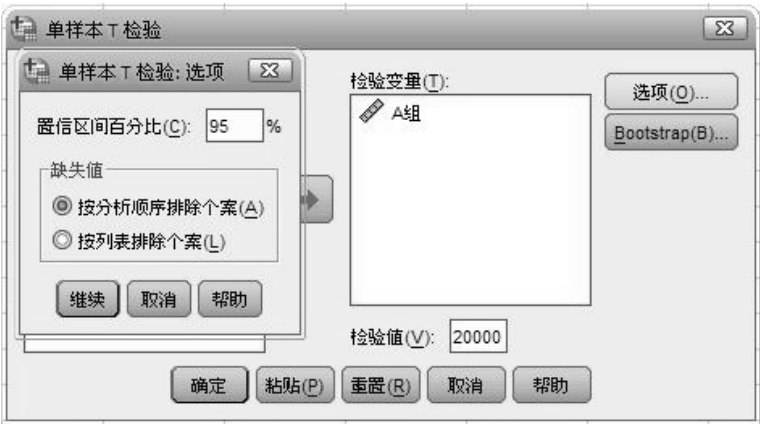 单样本 T 检验
单样本 T 检验: 选项
置信区间百分比(C): 95 %
缺失值
按分析顺序排除个案(A)
按列表排除个案(L)
继续 取消 帮助
检验变量(T):
A组
选项(O)...
Bootstrap(B)...
检验值(V): 20000
确定 粘贴(P) 重置(R) 取消 帮助